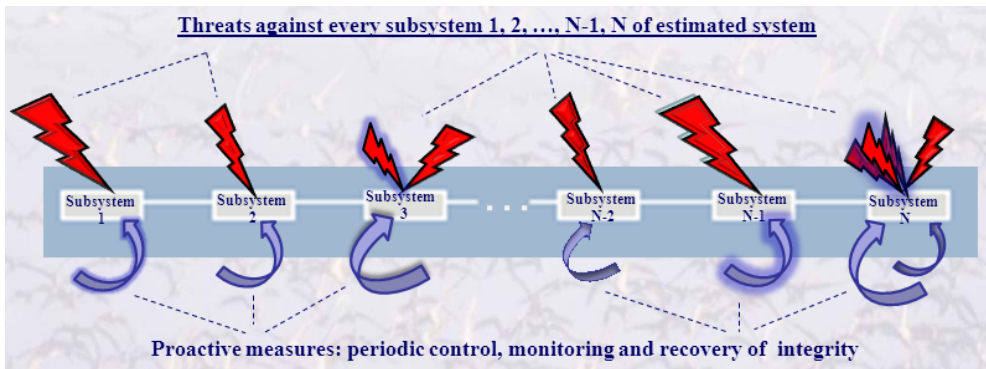 Threats against every subsystem 1, 2, …, N-1, N of estimated system
Subsystem
1
Subsystem
2
Subsystem
3
. . .
Subsystem
N-2
Subsystem
N-1
Subsystem
N
Proactive measures: periodic control, monitoring and recovery of integrity